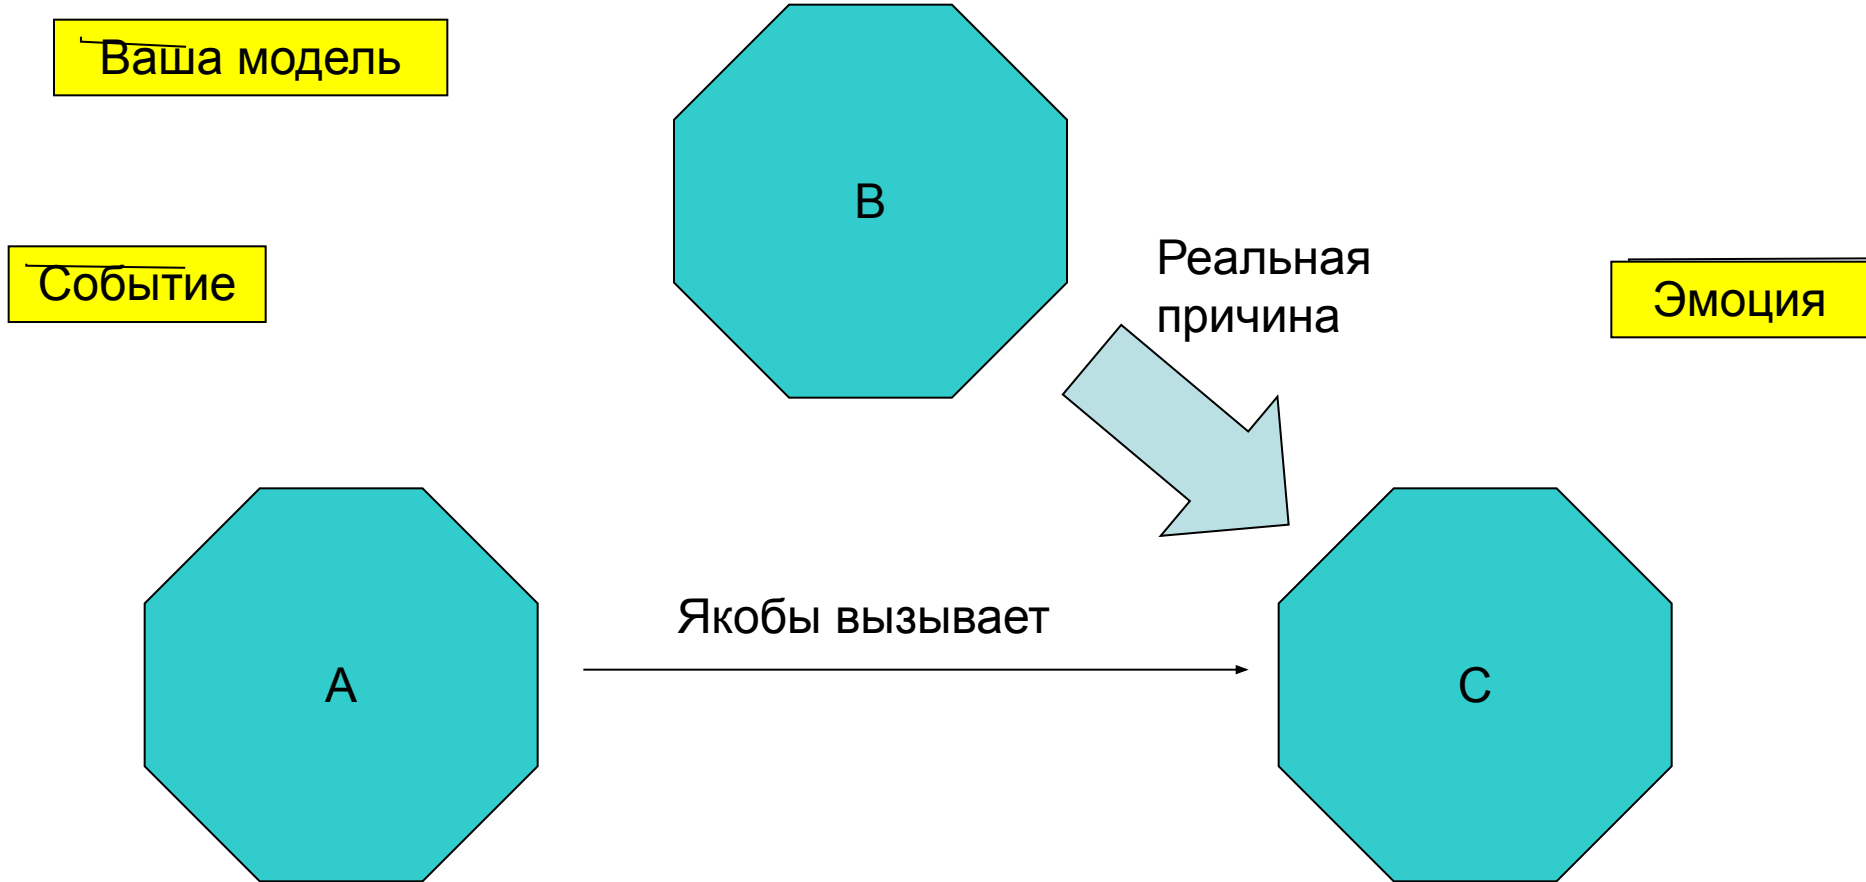 Ваша модель
B
Событие
Реальная
причина
Эмоция
Якобы вызывает
A
C